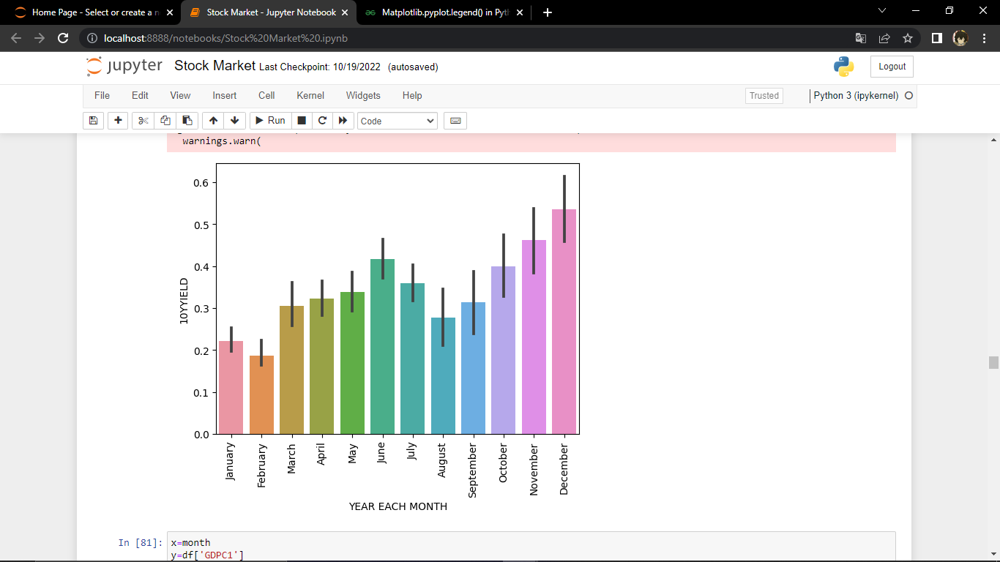 Home Page - Select or create a n
Stock Market - Jupyter Notebook
Matplotlib.pyplot.legend() in Pyth
localhost:8888/notebooks/Stock%20Market%20.ipynb
jupyter Stock Market Last Checkpoint: 10/19/2022 (autosaved)
Logout
File Edit View Insert Cell Kernel Widgets Help
Trusted
Python 3 (ipykernel)
Run
Code
warnings.warn(
0.6
0.5
0.4
0.3
0.2
0.1
0.0
10YYIELD
January
February
March
April
May
June
July
August
September
October
November
December
YEAR EACH MONTH
In [81]:
x=month
y=df['GDPC1']